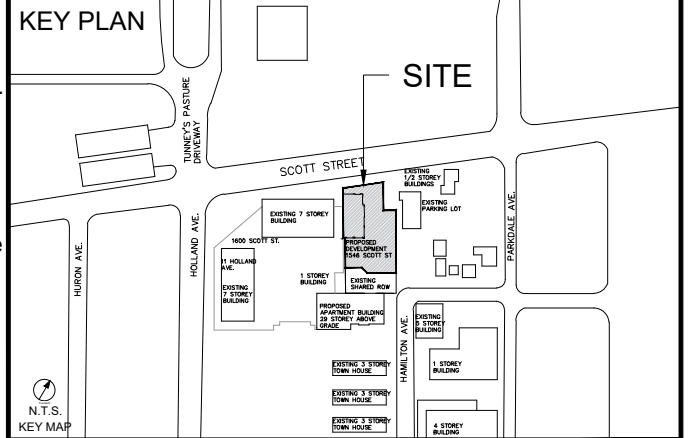 KEY PLAN
SITE
TUNNEY'S PASTURE
DRIVEWAY
SCOTT STREET
EXISTING
1/2 STOREY
BUILDINGS
EXISTING
PARKING LOT
EXISTING 7 STOREY
BUILDING
1600 SCOTT ST.
PROPOSED
DEVELOPMENT
1546 SCOTT ST
HURON AVE.
HOLLAND AVE.
PARKDALE AVE.
11 HOLLAND
AVE.
EXISTING
7 STOREY
BUILDING
1 STOREY
BUILDING
EXISTING
SHARED ROW
PROPOSED
APARTMENT BUILDING
29 STOREY ABOVE
GRADE
HAMILTON AVE.
EXISTING
5 STOREY
BUILDING
1 STOREY
BUILDING
EXISTING 3 STOREY
TOWN HOUSE
EXISTING 3 STOREY
TOWN HOUSE
EXISTING 3 STOREY
TOWN HOUSE
4 STOREY
BUILDING
N.T.S.
KEY MAP